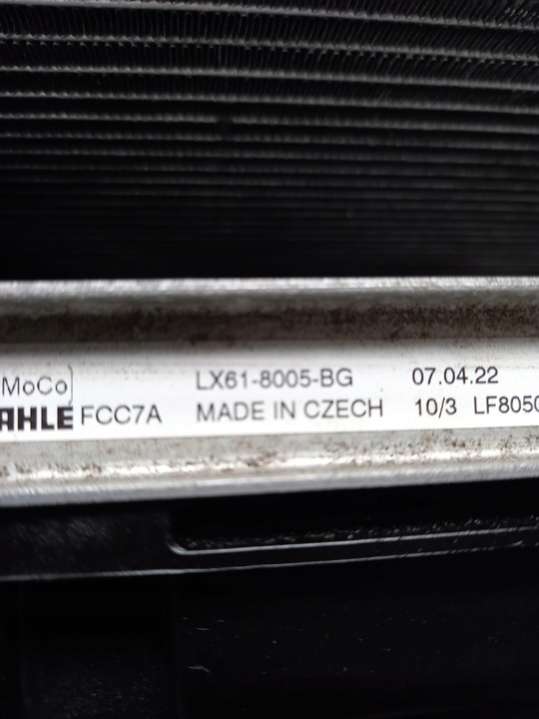 MoCo LX61-8005-BG 07.04.22
AHLE FCC7A MADE IN CZECH 10/3 LF8050